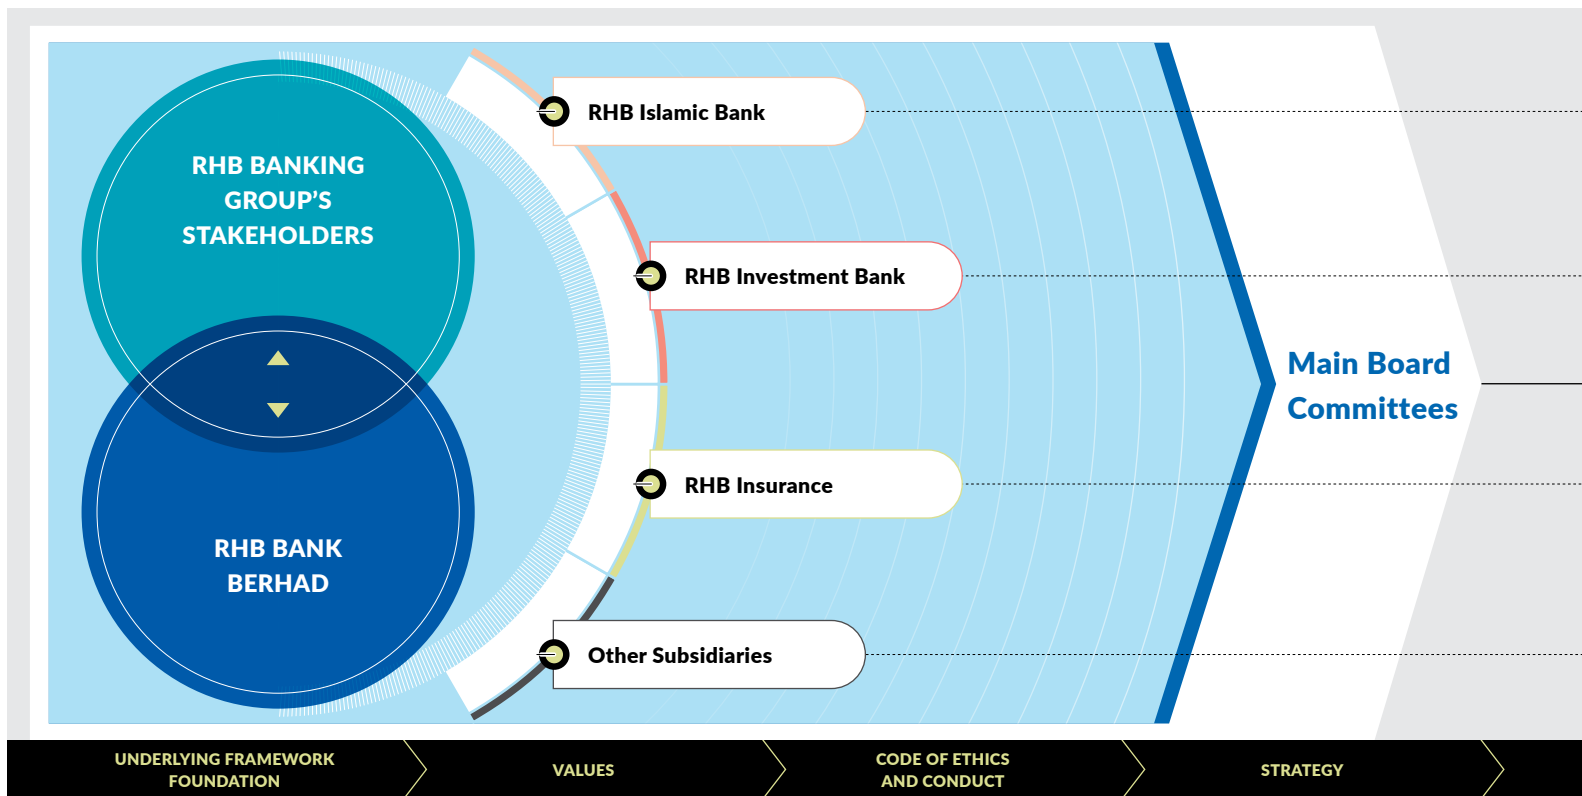 RHB BANKING
GROUP’S
STAKEHOLDERS
RHB BANK
BERHAD
RHB Islamic Bank
RHB Investment Bank
RHB Insurance
Other Subsidiaries
Main Board
Committees
UNDERLYING FRAMEWORK
FOUNDATION
VALUES
CODE OF ETHICS
AND CONDUCT
STRATEGY